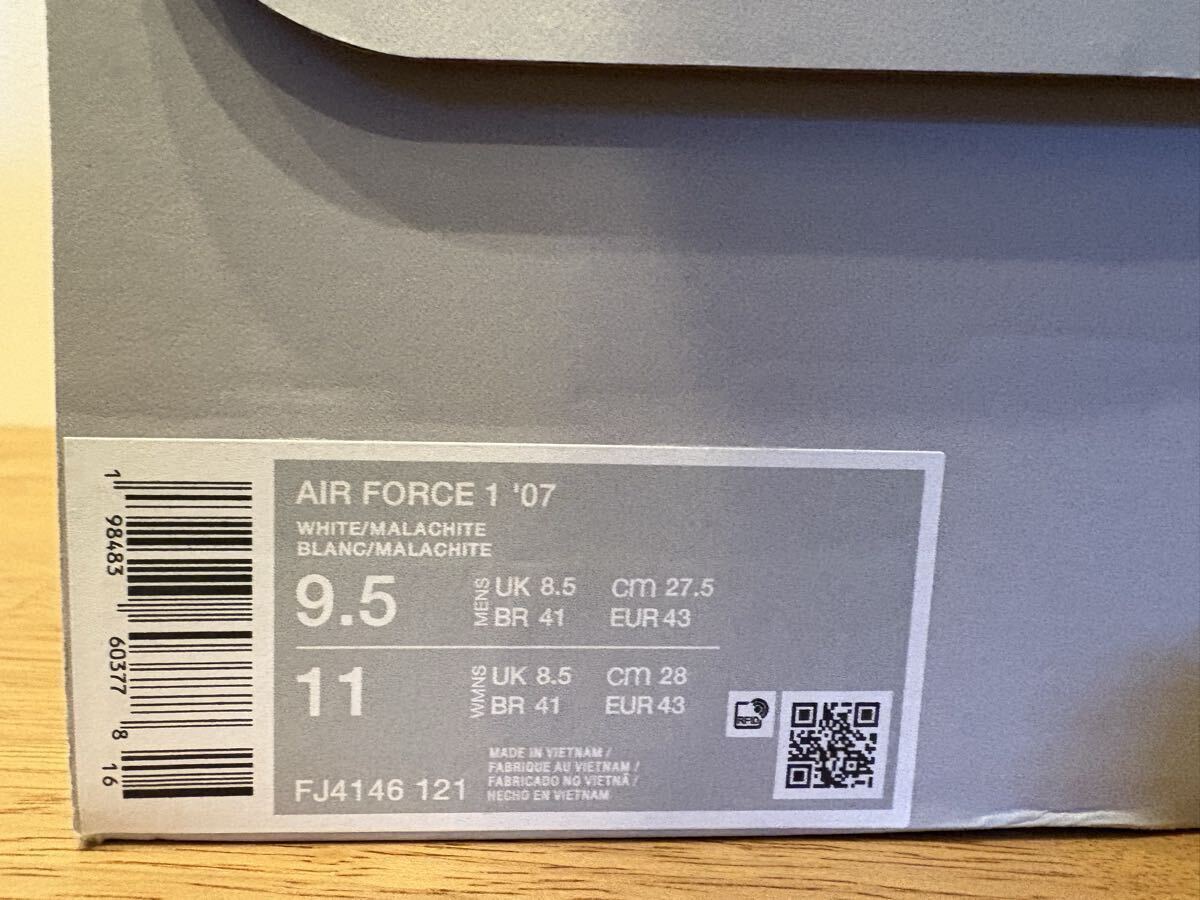 AIR FORCE 1 '07
WHITE/MALACHITE
BLANC/MALACHITE
9.5 MENS UK 8.5 cm 27.5
BR 41 EUR 43
11 WMNS UK 8.5 cm 28
BR 41 EUR 43
RFID
MADE IN VIETNAM /
FABRIQUE AU VIETNAM /
FABRICADO NO VIETNÃ /
HECHO EN VIETNAM
FJ4146 121
1 98483 60377 8 16